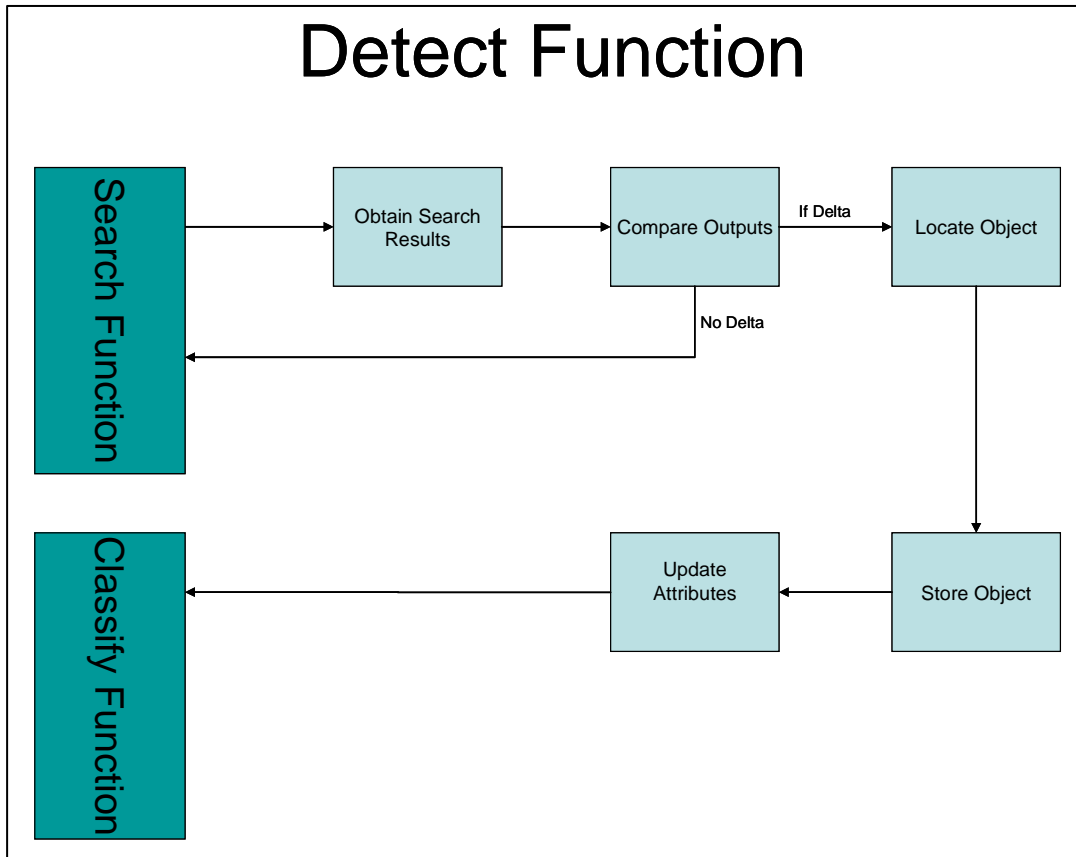 Detect Function
Search Function
Obtain Search
Results
Compare Outputs
If Delta
Locate Object
No Delta
Classify Function
Update
Attributes
Store Object